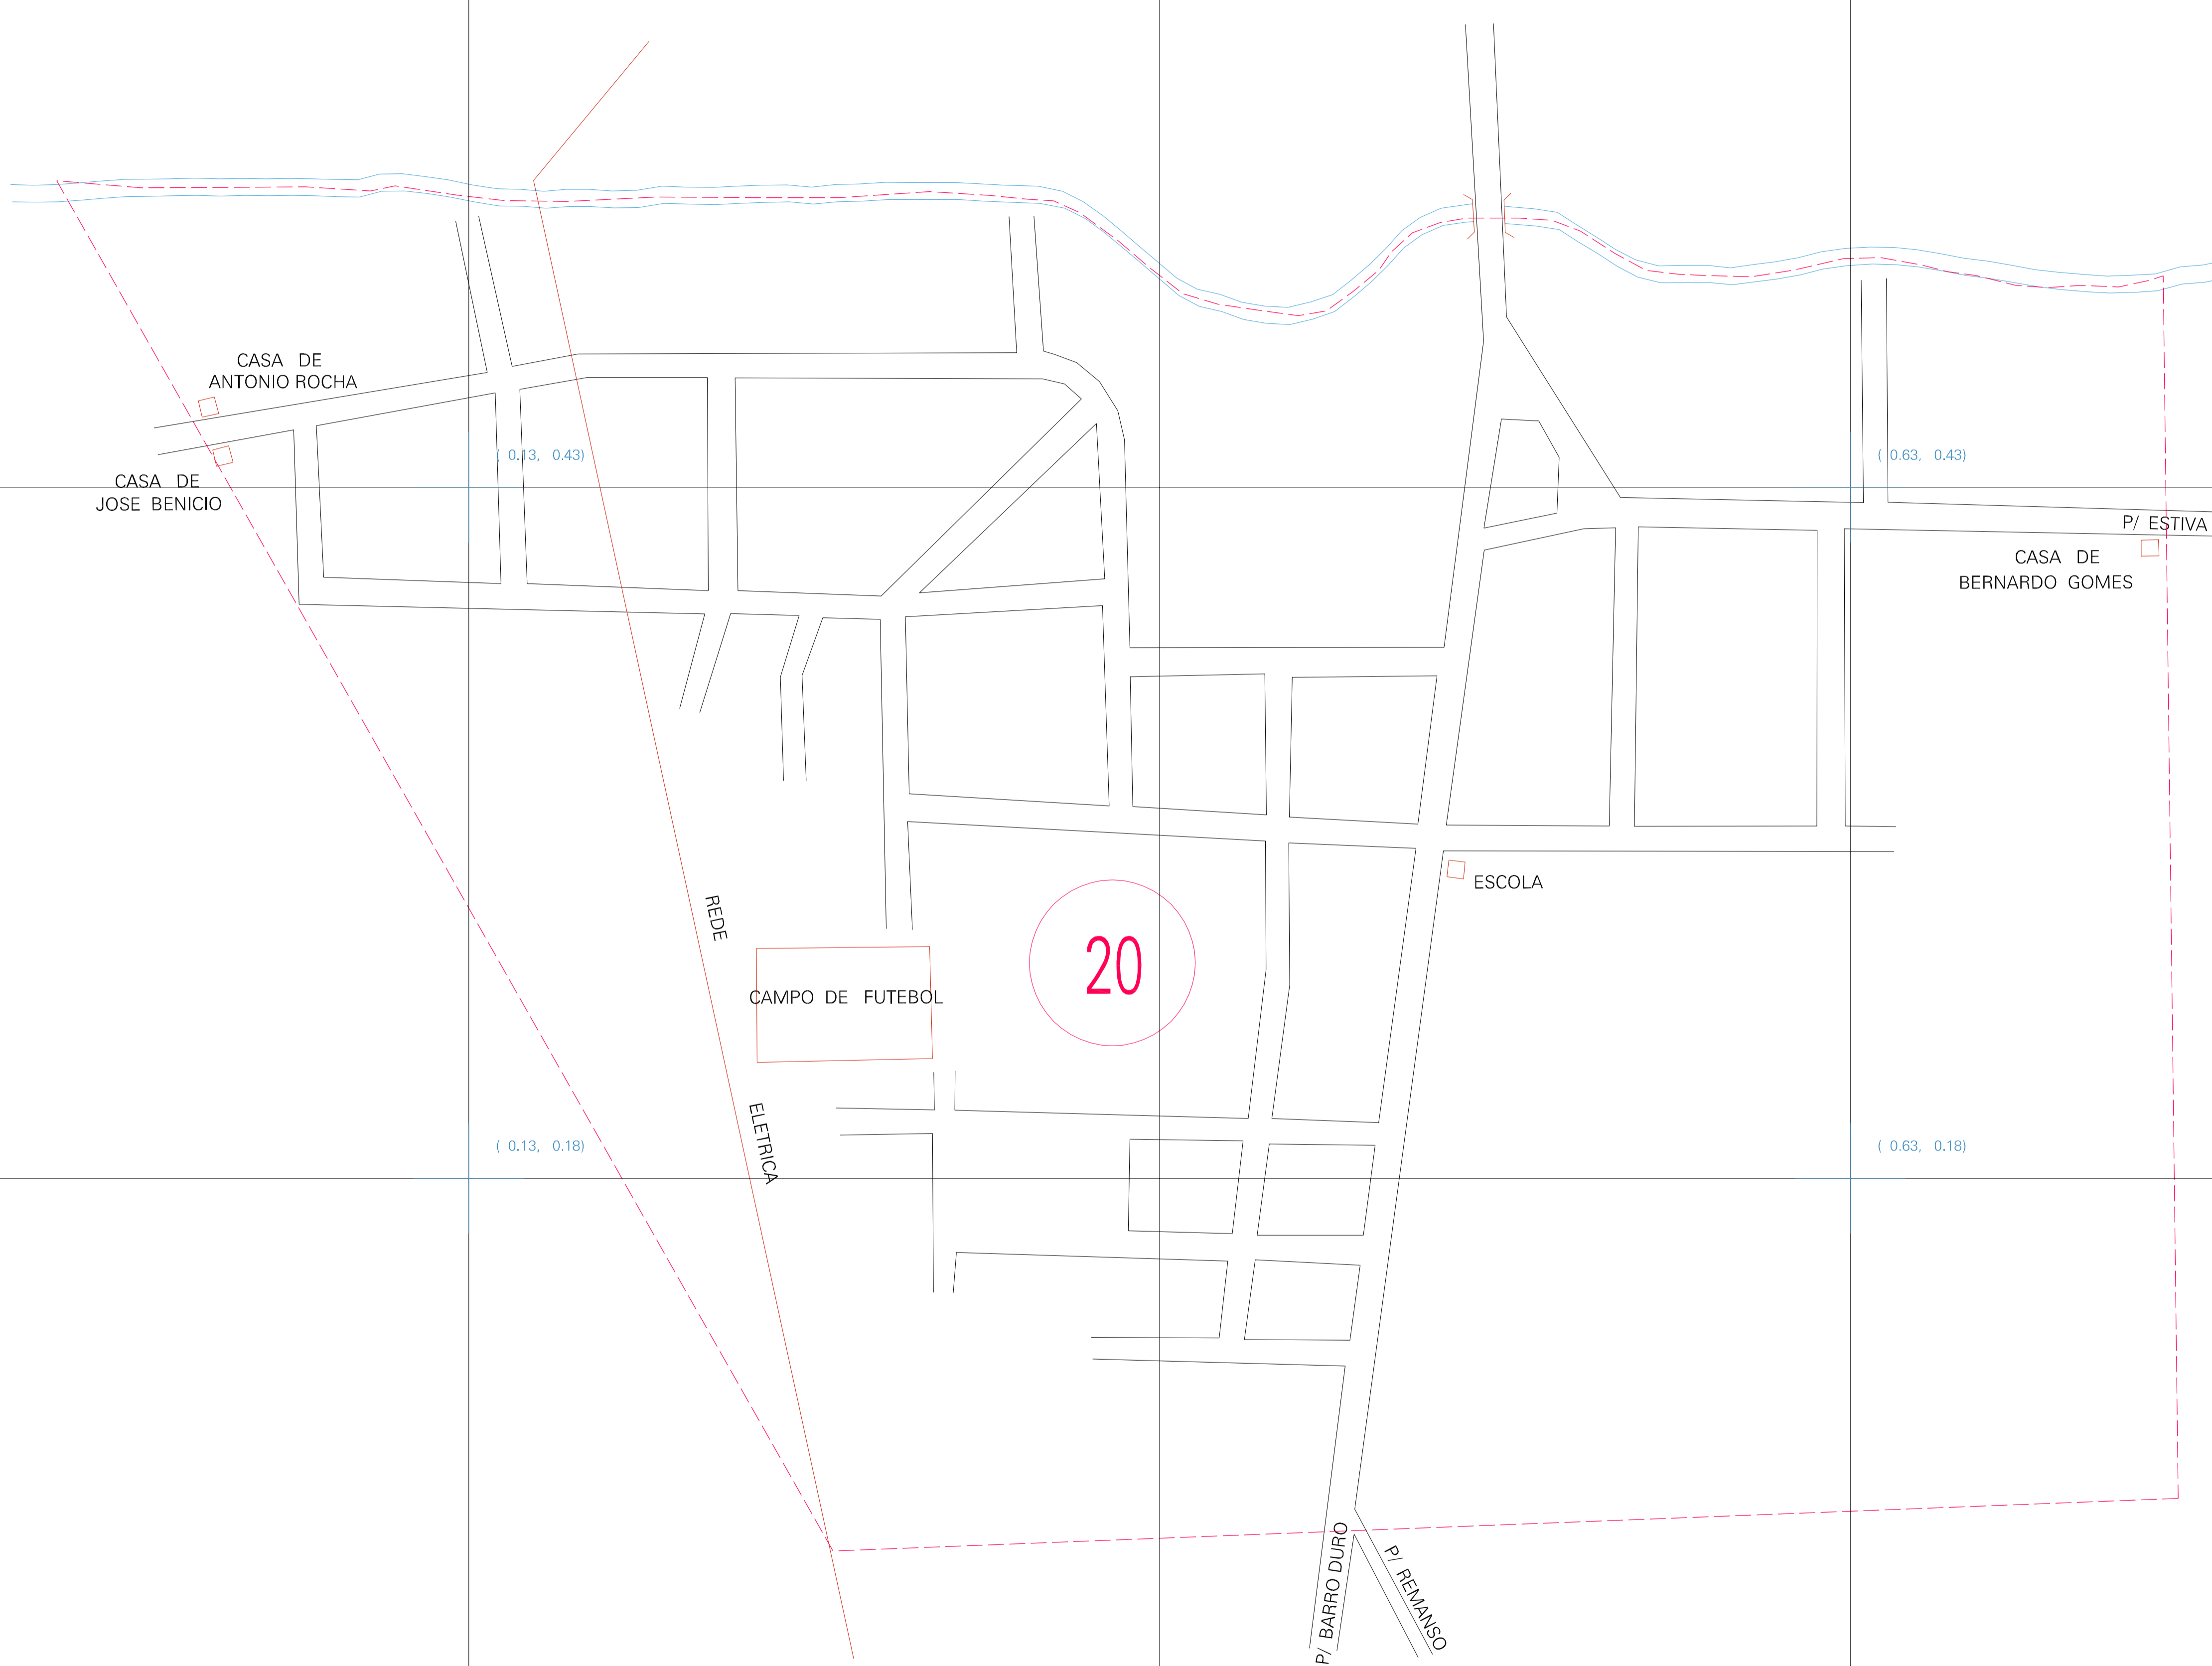 CASA DE
ANTONIO ROCHA
( 0.13, 0.43)
( 0.63, 0.43)
CASA DE
JOSE BENICIO
P/ ESTIVA
CASA DE
BERNARDO GOMES
ESCOLA
REDE
20
CAMPO DE FUTEBOL
ELETRICA
( 0.13, 0.18)
( 0.63, 0.18)
P/ BARRO DURO
P/ REMANSO